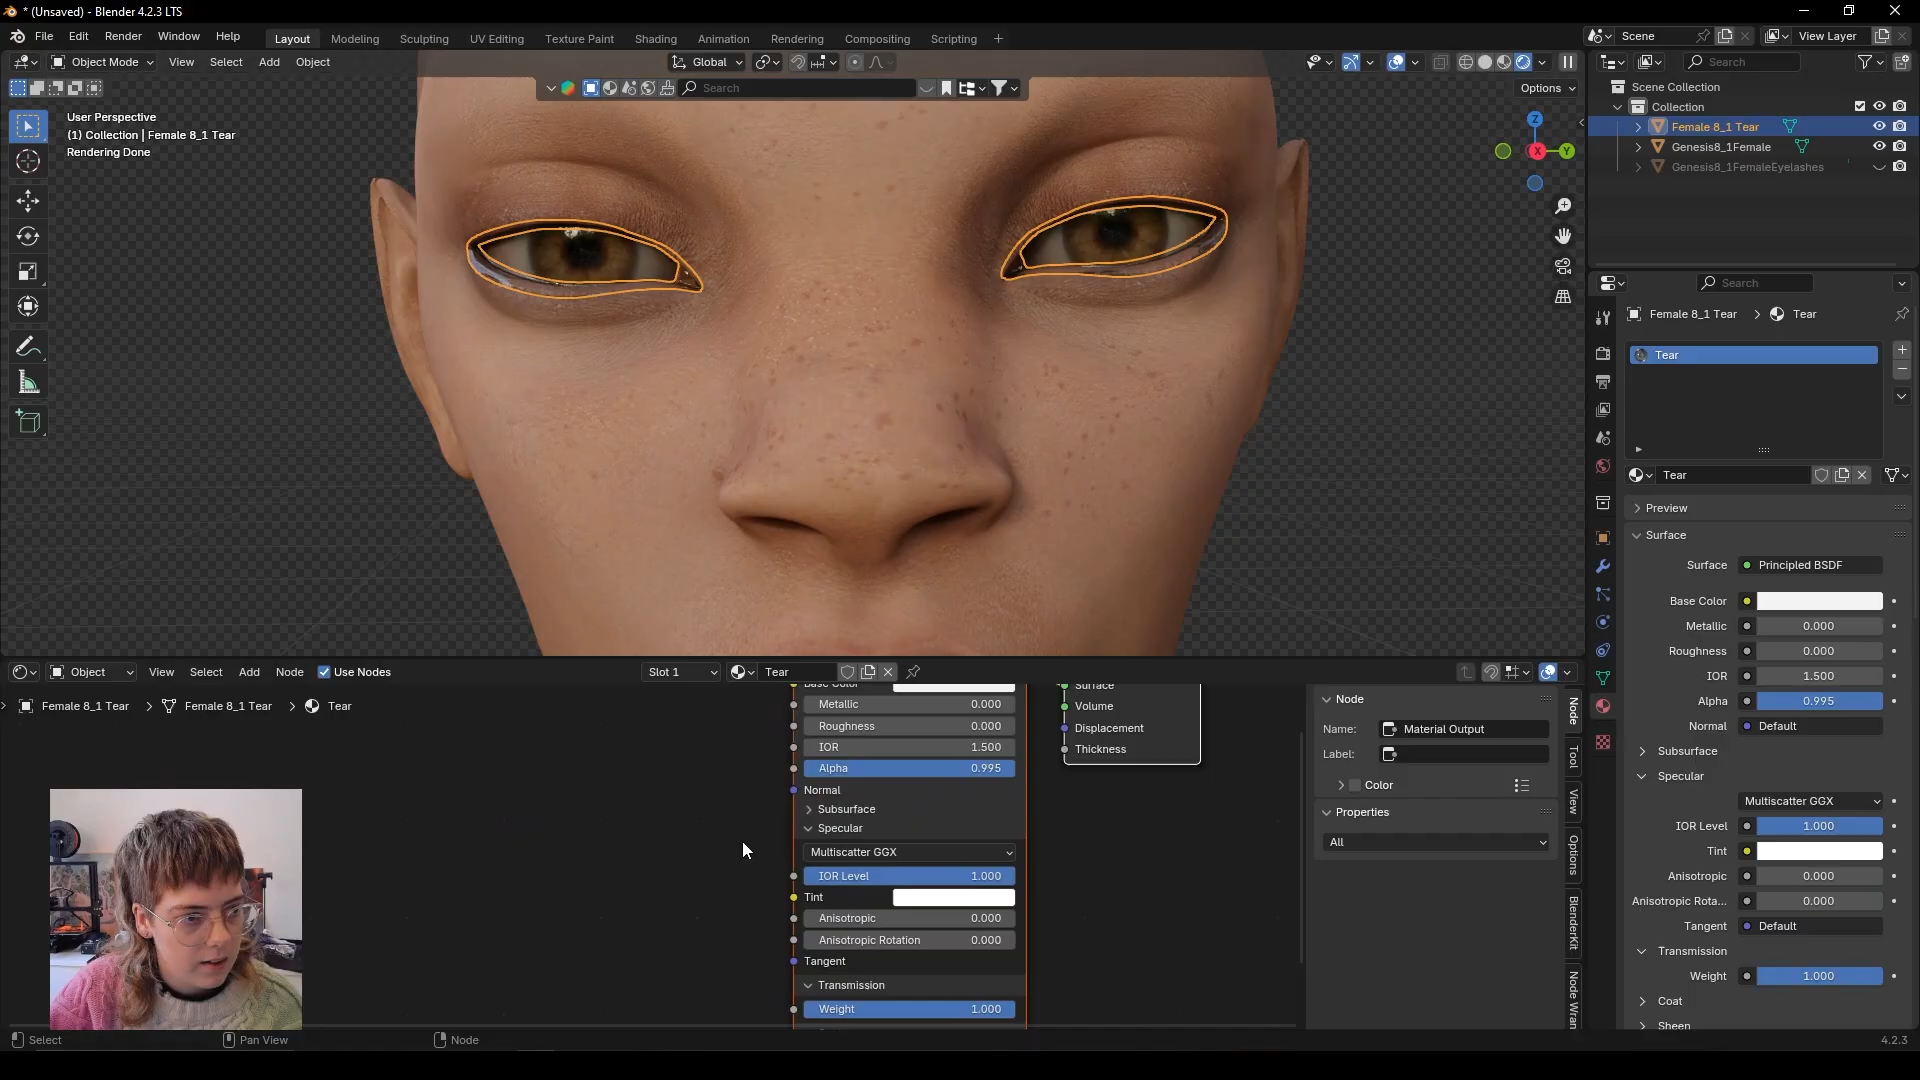 * (Unsaved) - Blender 4.2.3 LTS
File Edit Render Window Help Layout Modeling Sculpting UV Editing Texture Paint Shading Animation Rendering Compositing Scripting + Scene View Layer
Object Mode View Select Add Object Global Search
Search Options
User Perspective
(1) Collection | Female 8_1 Tear
Rendering Done
Z
X
Y
Scene Collection
Collection
Female 8_1 Tear
Genesis8_1Female
Genesis8_1FemaleEyelashes
Search
Female 8_1 Tear > Tear
Tear
Tear
Preview
Surface
Surface Principled BSDF
Base Color
Metallic 0.000
Roughness 0.000
IOR 1.500
Alpha 0.995
Normal Default
Subsurface
Specular
Multiscatter GGX
IOR Level 1.000
Tint
Anisotropic 0.000
Anisotropic Rota... 0.000
Tangent Default
Transmission
Weight 1.000
Coat
Sheen
Object View Select Add Node Use Nodes Slot 1 Tear
Female 8_1 Tear > Female 8_1 Tear > Tear
Base Color
Metallic 0.000
Roughness 0.000
IOR 1.500
Alpha 0.995
Normal
Subsurface
Specular
Multiscatter GGX
IOR Level 1.000
Tint
Anisotropic 0.000
Anisotropic Rotation 0.000
Tangent
Transmission
Weight 1.000
Surface
Volume
Displacement
Thickness
Node
Name: Material Output
Label:
Color
Properties
All
Node
Tool
View
Options
BlenderKit
Node Wran
Select Pan View Node 4.2.3